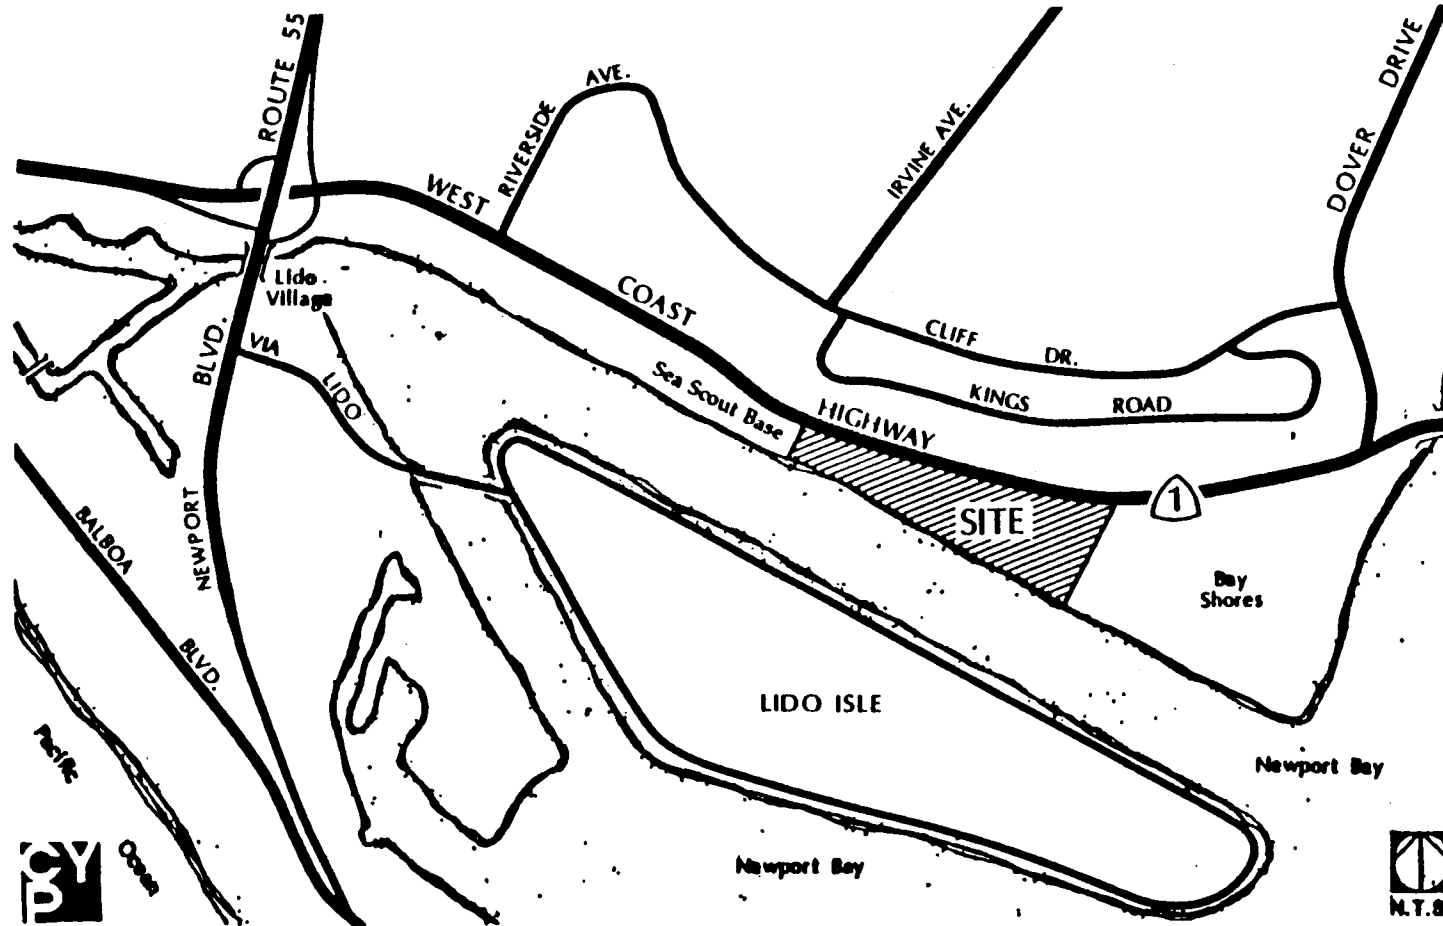 ROUTE 55
RIVERSIDE AVE.
IRVINE AVE.
DOVER DRIVE
WEST COAST HIGHWAY
Lido
Village
VIA LIDO
NEWPORT BLVD.
CLIFF DR.
KINGS ROAD
Sea Scout Base
1
SITE
Bay
Shores
BALBOA BLVD.
LIDO ISLE
Pacific Ocean
Newport Bay
Newport Bay
CYP